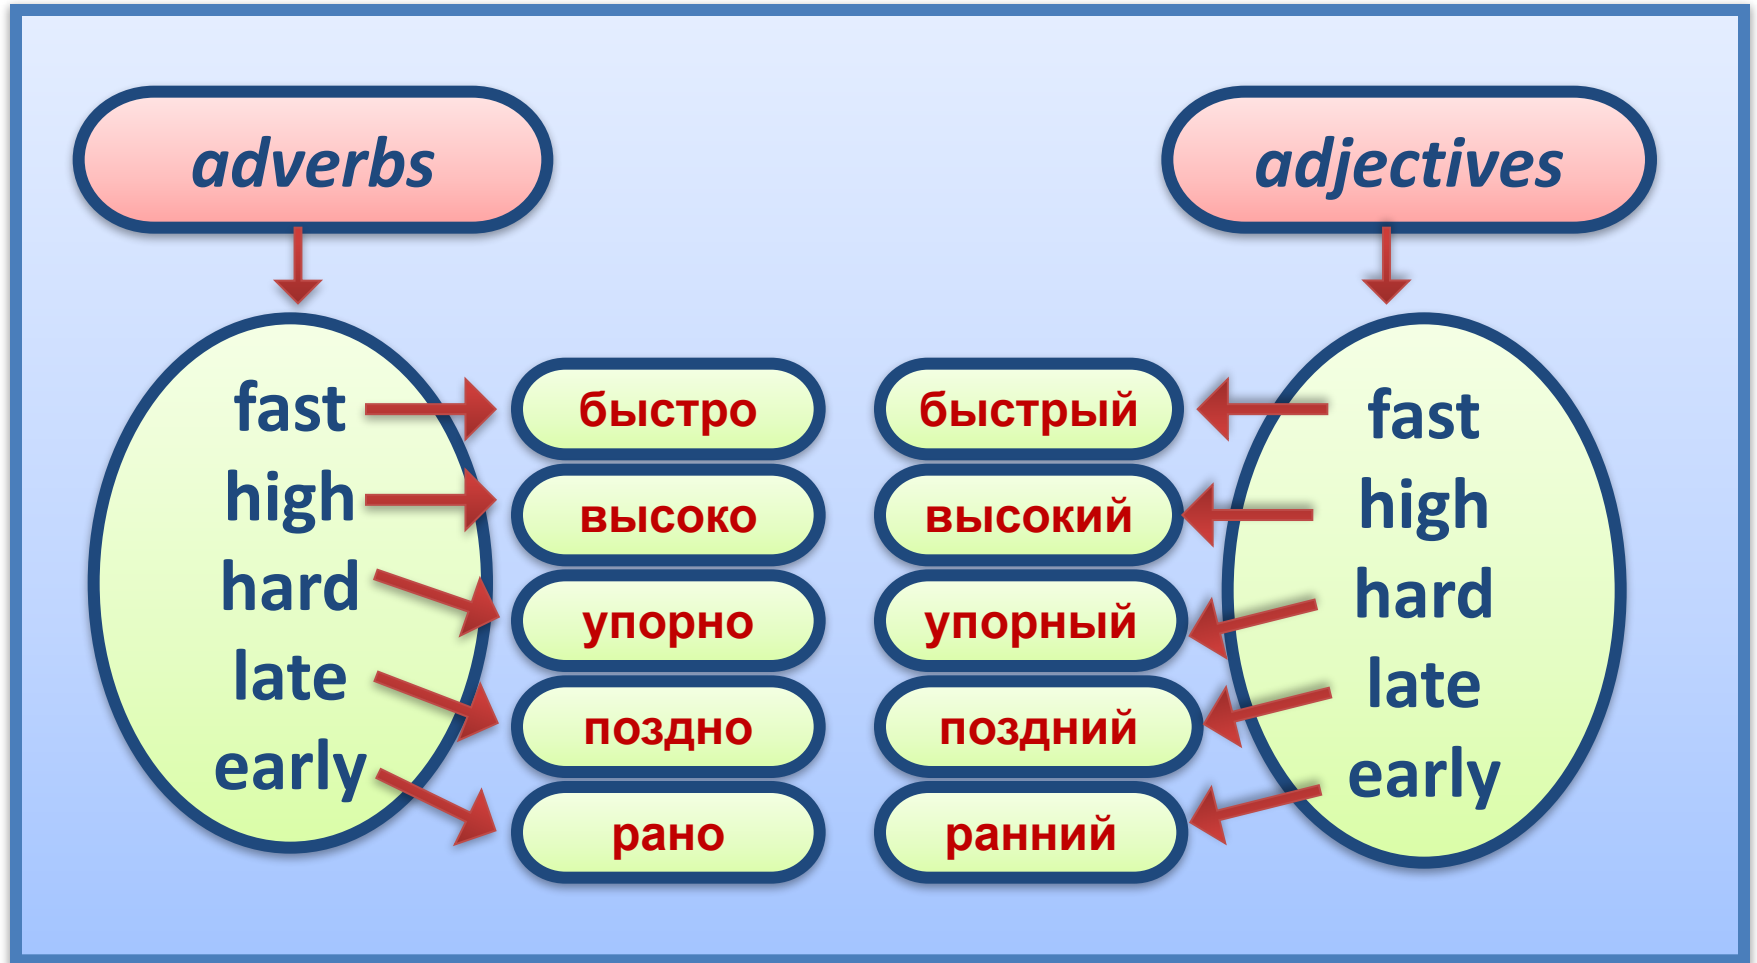 adverbs
adjectives
fast
high
hard
late
early
быстро
высоко
упорно
поздно
рано
быстрый
высокий
упорный
поздний
ранний
fast
high
hard
late
early